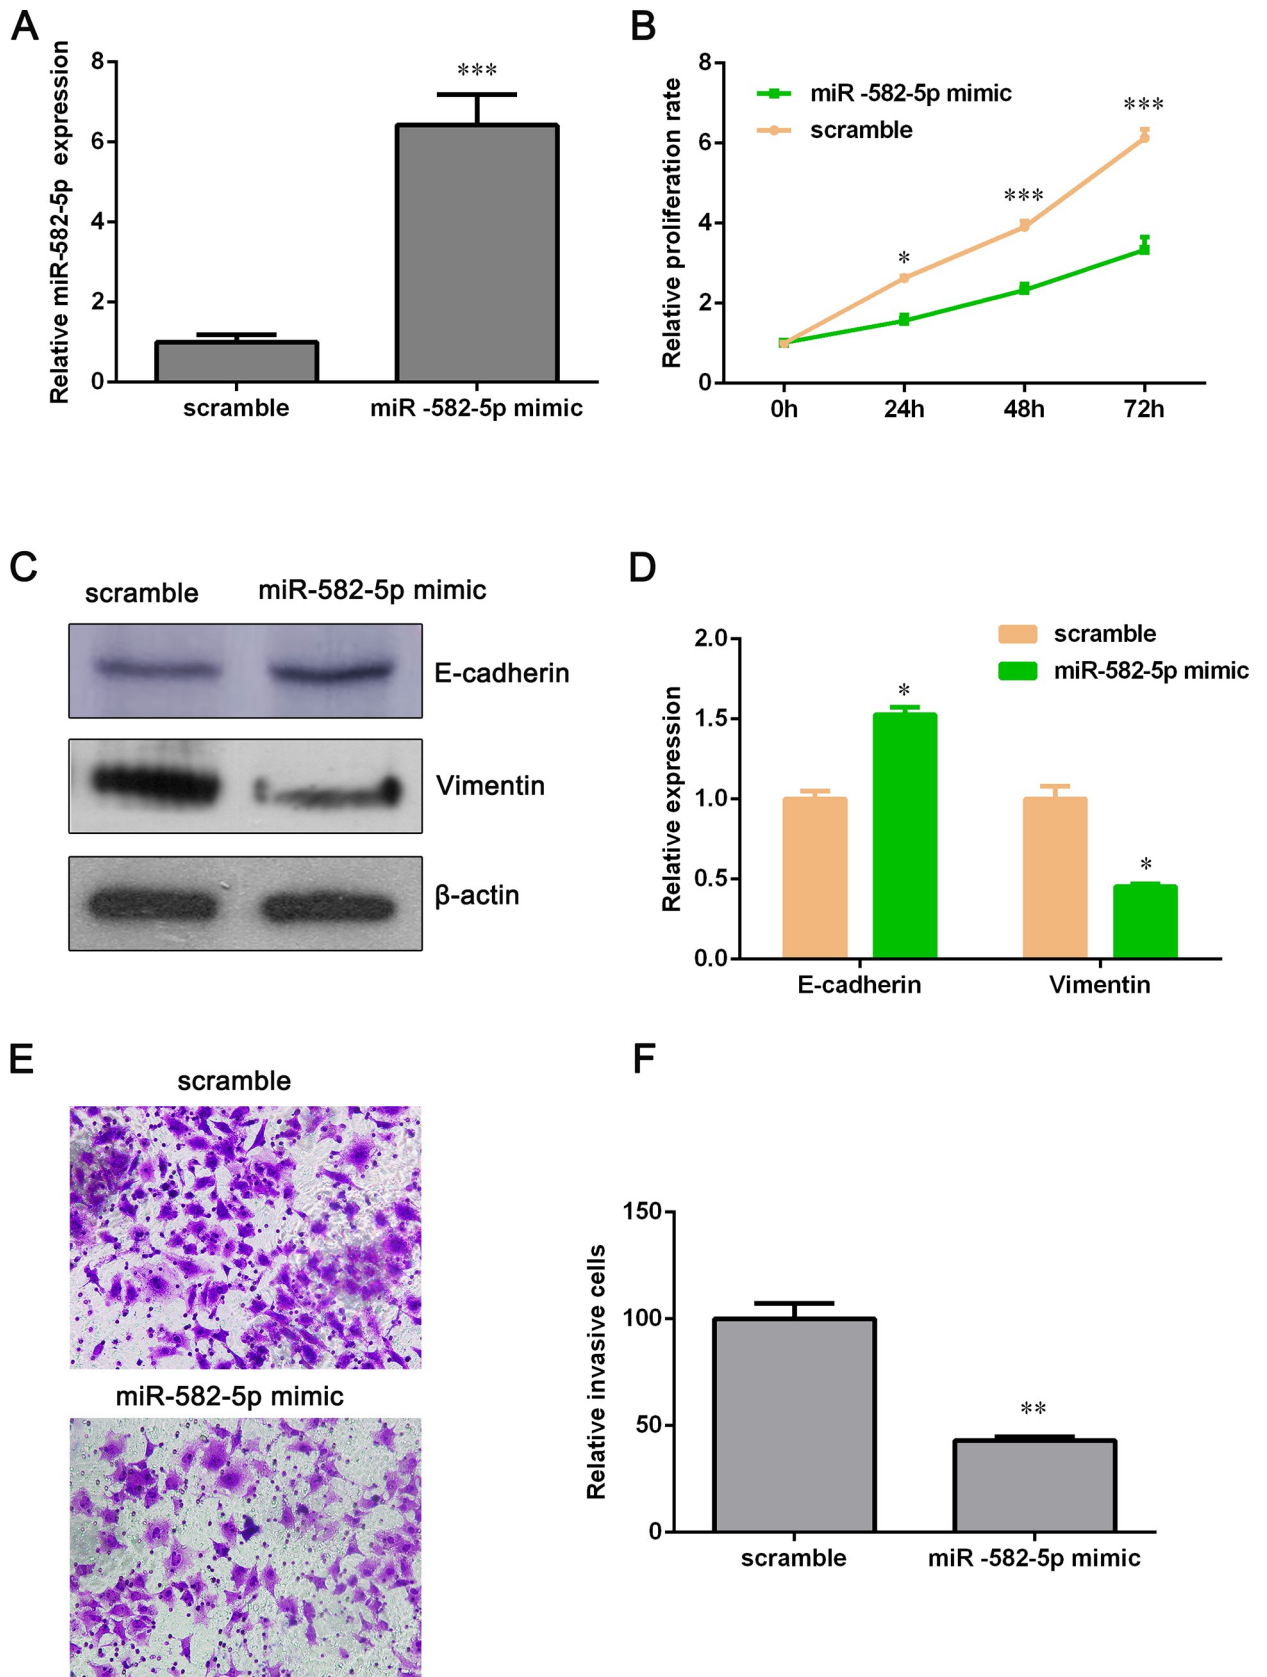 A
Relative miR-582-5p expression
8
6
4
2
0
***
scramble
miR -582-5p mimic
B
Relative proliferation rate
8
6
4
2
0
miR -582-5p mimic
scramble
*
***
***
0h
24h
48h
72h
C
scramble
miR-582-5p mimic
E-cadherin
Vimentin
β-actin
D
Relative expression
2.0
1.5
1.0
0.5
0.0
scramble
miR-582-5p mimic
*
*
E-cadherin
Vimentin
E
scramble
miR-582-5p mimic
F
Relative invasive cells
150
100
50
0
**
scramble
miR -582-5p mimic